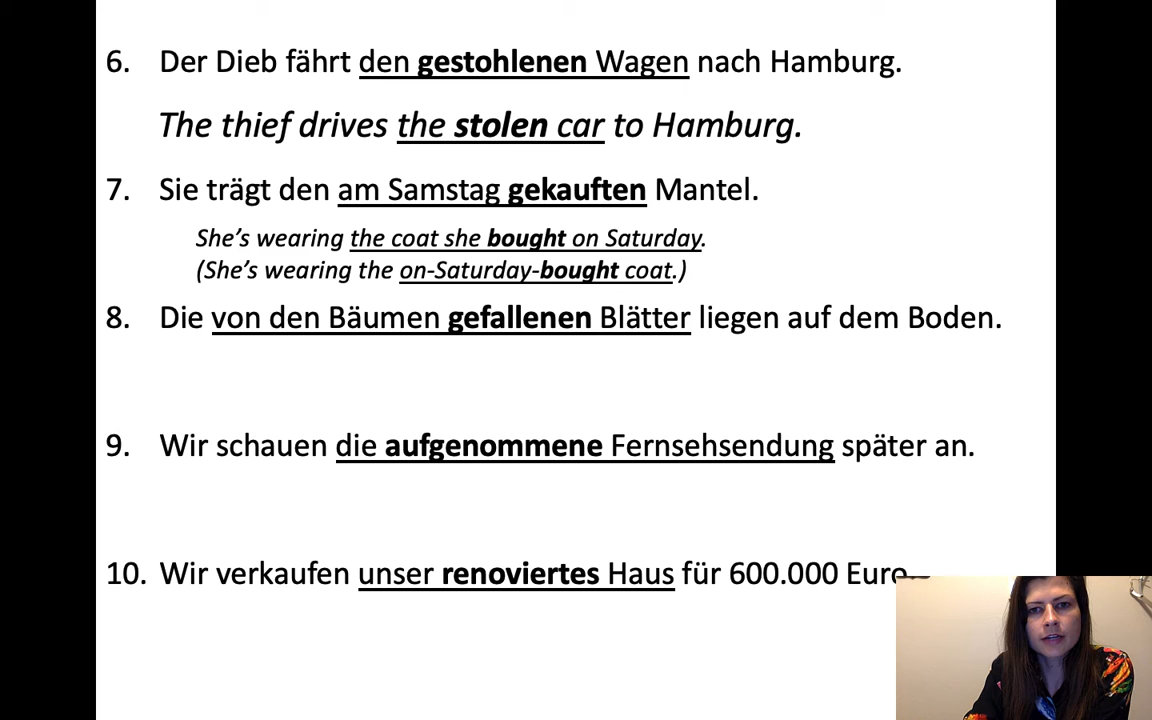 6. Der Dieb fährt den gestohlenen Wagen nach Hamburg.
The thief drives the stolen car to Hamburg.
7. Sie trägt den am Samstag gekauften Mantel.
She’s wearing the coat she bought on Saturday.
(She’s wearing the on-Saturday-bought coat.)
8. Die von den Bäumen gefallenen Blätter liegen auf dem Boden.
9. Wir schauen die aufgenommene Fernsehsendung später an.
10. Wir verkaufen unser renoviertes Haus für 600.000 Euro.